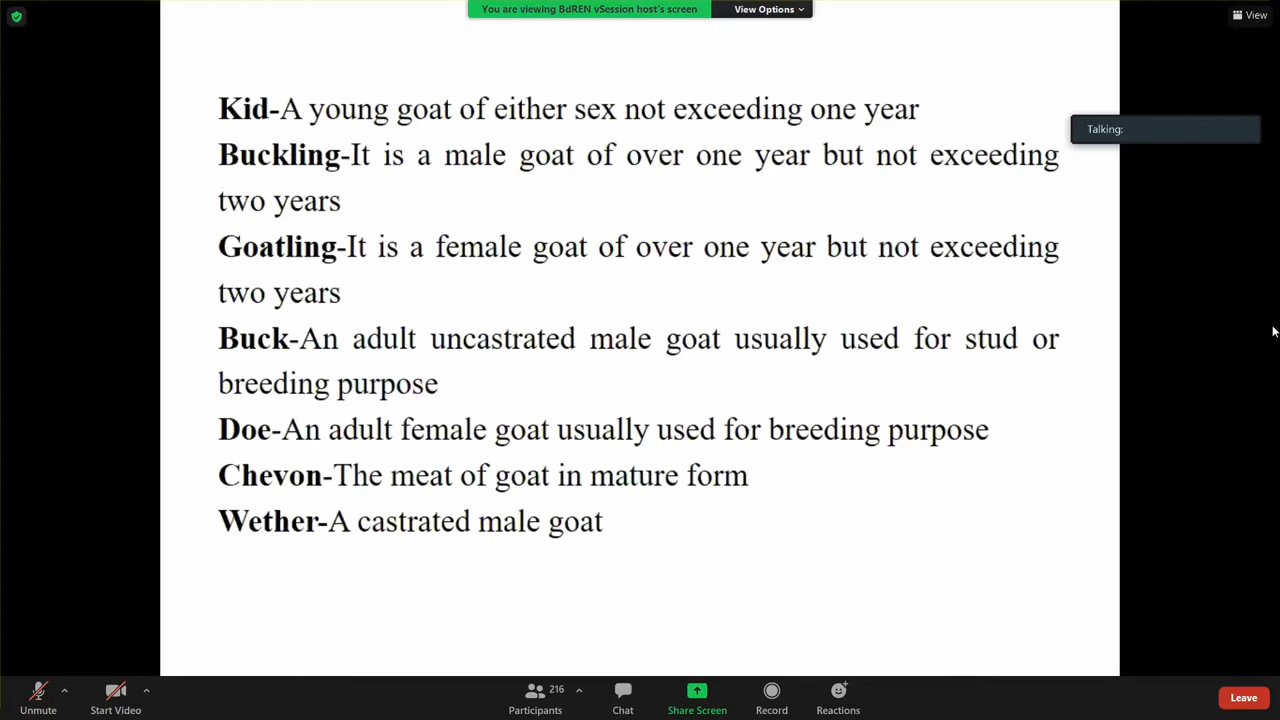 You are viewing BdREN vSession host's screen
View Options
View
Kid-A young goat of either sex not exceeding one year
Talking:
Buckling-It is a male goat of over one year but not exceeding
two years
Goatling-It is a female goat of over one year but not exceeding
two years
Buck-An adult uncastrated male goat usually used for stud or
breeding purpose
Doe-An adult female goat usually used for breeding purpose
Chevon-The meat of goat in mature form
Wether-A castrated male goat
Unmute
Start Video
216
Participants
Chat
Share Screen
Record
Reactions
Leave